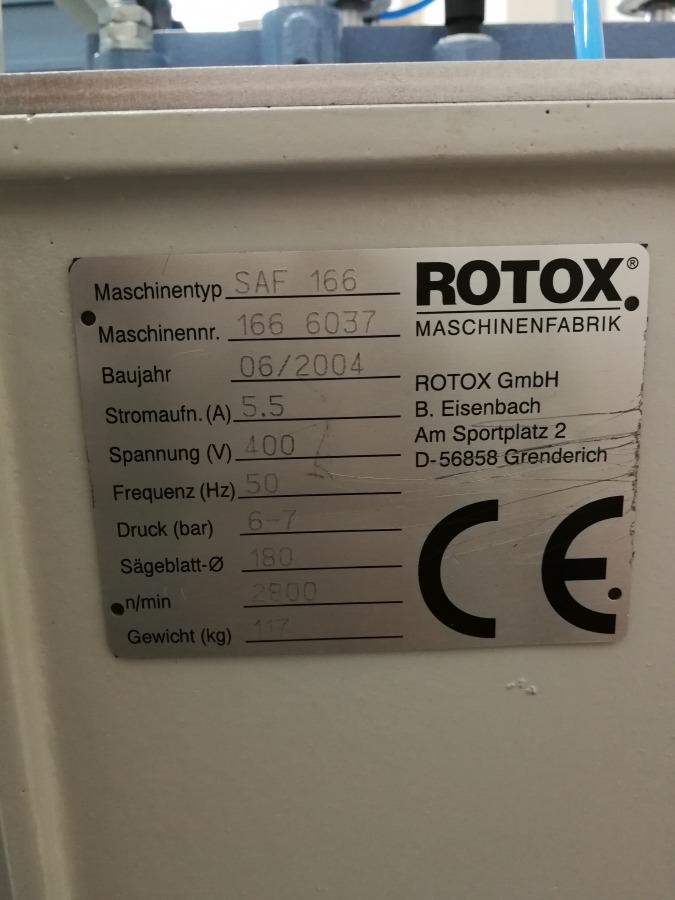 Maschinentyp SAF 166
Maschinennr. 166 6037
Baujahr 06/2004
Stromaufn. (A) 5.5
Spannung (V) 400
Frequenz (Hz) 50
Druck (bar) 6-7
Sägeblatt-Ø 180
n/min 2800
Gewicht (kg) 117
ROTOX®
MASCHINENFABRIK
ROTOX GmbH
B. Eisenbach
Am Sportplatz 2
D-56858 Grenderich
CE